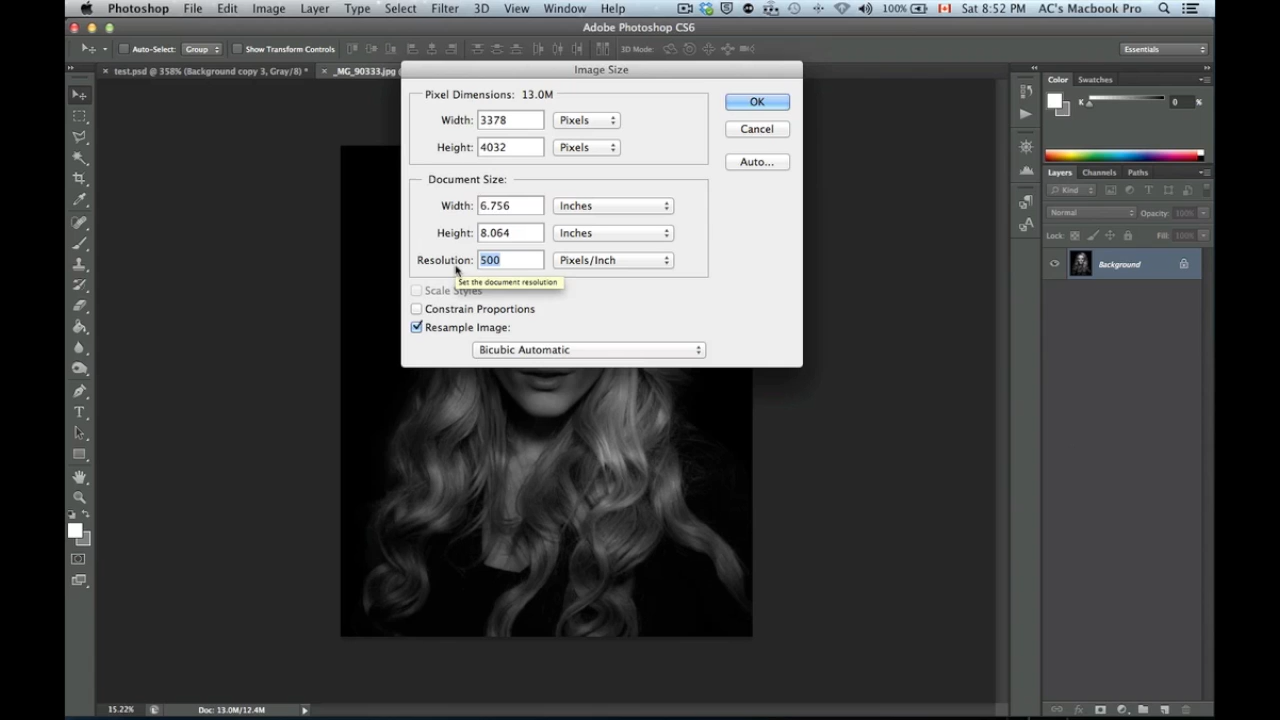 Photoshop File Edit Image Layer Type Select Filter 3D View Window Help 100% Sat 8:52 PM AC's Macbook Pro
Adobe Photoshop CS6
Auto-Select: Group Show Transform Controls 3D Mode: Essentials
test.psd @ 358% (Background copy 3, Gray/8) * _MG_90333.jpg
Image Size
Pixel Dimensions: 13.0M
Width: 3378 Pixels
Height: 4032 Pixels
Document Size:
Width: 6.756 Inches
Height: 8.064 Inches
Resolution: 500 Pixels/Inch
Set the document resolution
Scale Styles
Constrain Proportions
Resample Image:
Bicubic Automatic
OK
Cancel
Auto...
Color Swatches
K 0 %
Layers Channels Paths
Kind
Normal Opacity: 100%
Lock: Fill: 100%
Background
15.22% Doc: 13.0M/12.4M